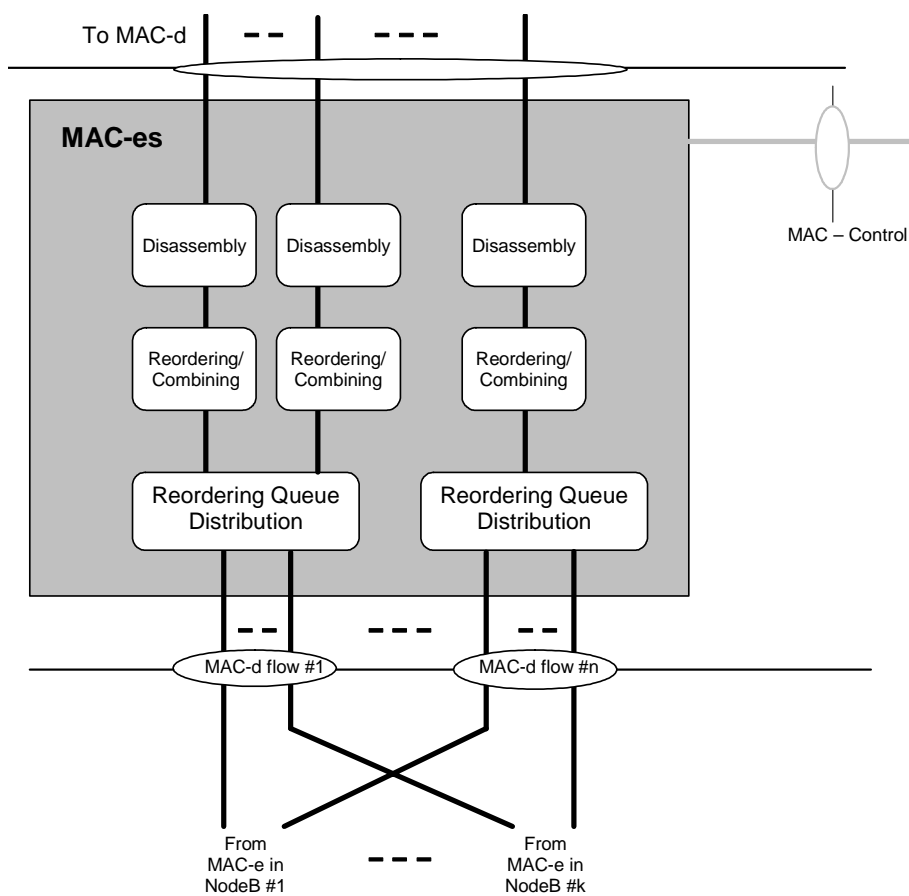 To MAC-d
MAC-es
MAC – Control
Disassembly
Disassembly
Disassembly
Reordering/
Combining
Reordering/
Combining
Reordering/
Combining
Reordering Queue
Distribution
Reordering Queue
Distribution
MAC-d flow #1
MAC-d flow #n
From
MAC-e in
NodeB #1
From
MAC-e in
NodeB #k